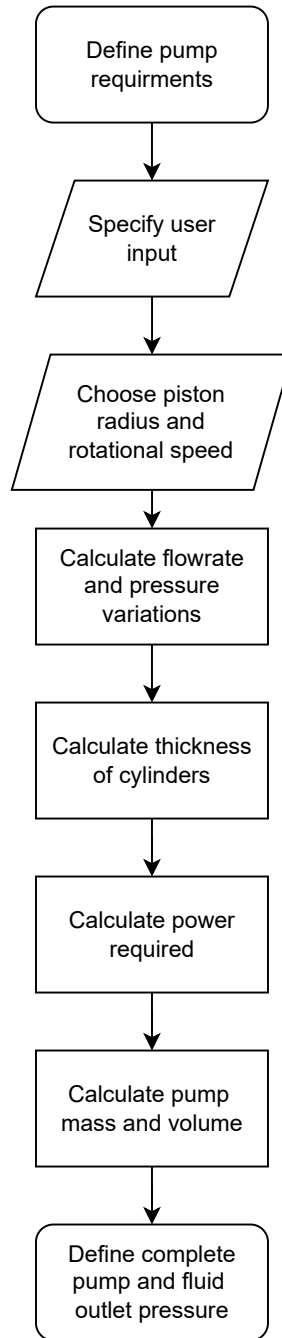 Define pump
requirments
Specify user
input
Choose piston
radius and
rotational speed
Calculate flowrate
and pressure
variations
Calculate thickness
of cylinders
Calculate power
required
Calculate pump
mass and volume
Define complete
pump and fluid
outlet pressure